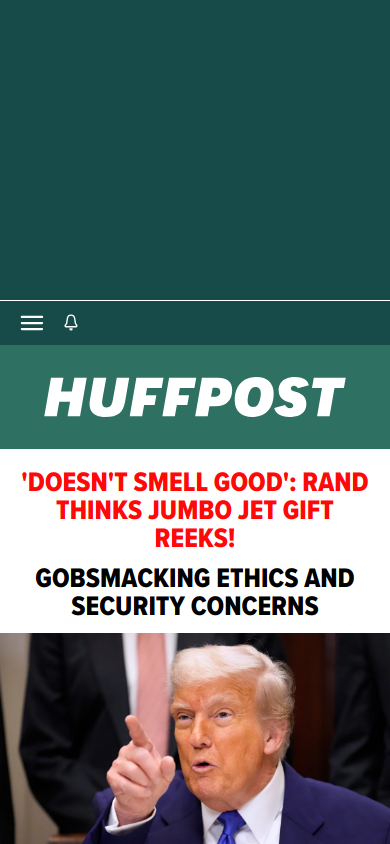 HUFFPOST
'DOESN'T SMELL GOOD': RAND
THINKS JUMBO JET GIFT
REEKS!
GOBSMACKING ETHICS AND
SECURITY CONCERNS